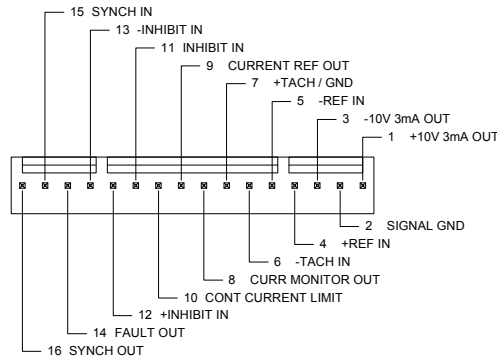 15 SYNCH IN
13 -INHIBIT IN
11 INHIBIT IN
9 CURRENT REF OUT
7 +TACH / GND
5 -REF IN
3 -10V 3mA OUT
1 +10V 3mA OUT
2 SIGNAL GND
4 +REF IN
6 -TACH IN
8 CURR MONITOR OUT
10 CONT CURRENT LIMIT
12 +INHIBIT IN
14 FAULT OUT
16 SYNCH OUT